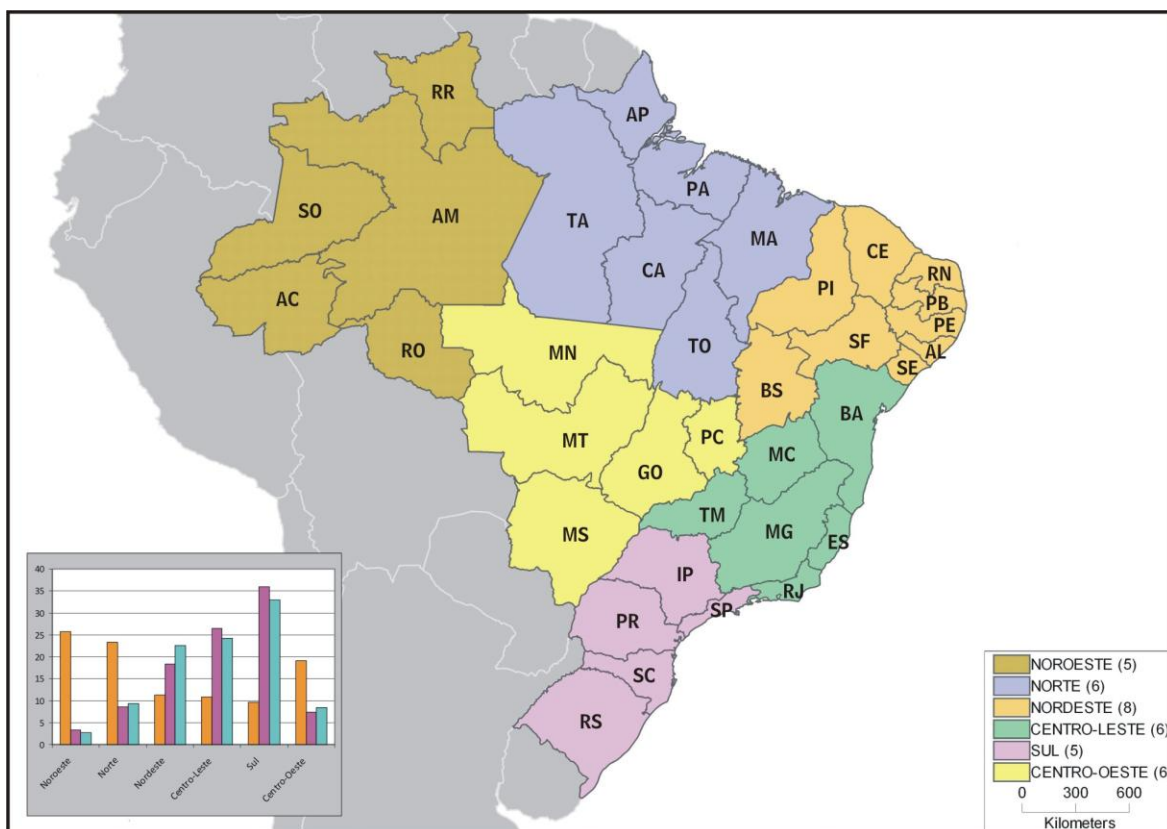 RR
AP
SO
AM
TA
PA
CA
MA
AC
RO
TO
PI
CE
RN
PB
PE
AL
SE
SF
BS
MN
MT
PC
GO
MS
BA
MC
TM
MG
ES
RJ
IP
SP
PR
SC
RS
40
35
30
25
20
15
10
5
0
Noroeste
Norte
Nordeste
Centro-Leste
Sul
Centro-Oeste
NOROESTE (5)
NORTE (6)
NORDESTE (8)
CENTRO-LESTE (6)
SUL (5)
CENTRO-OESTE (6
0 300 600
Kilometers